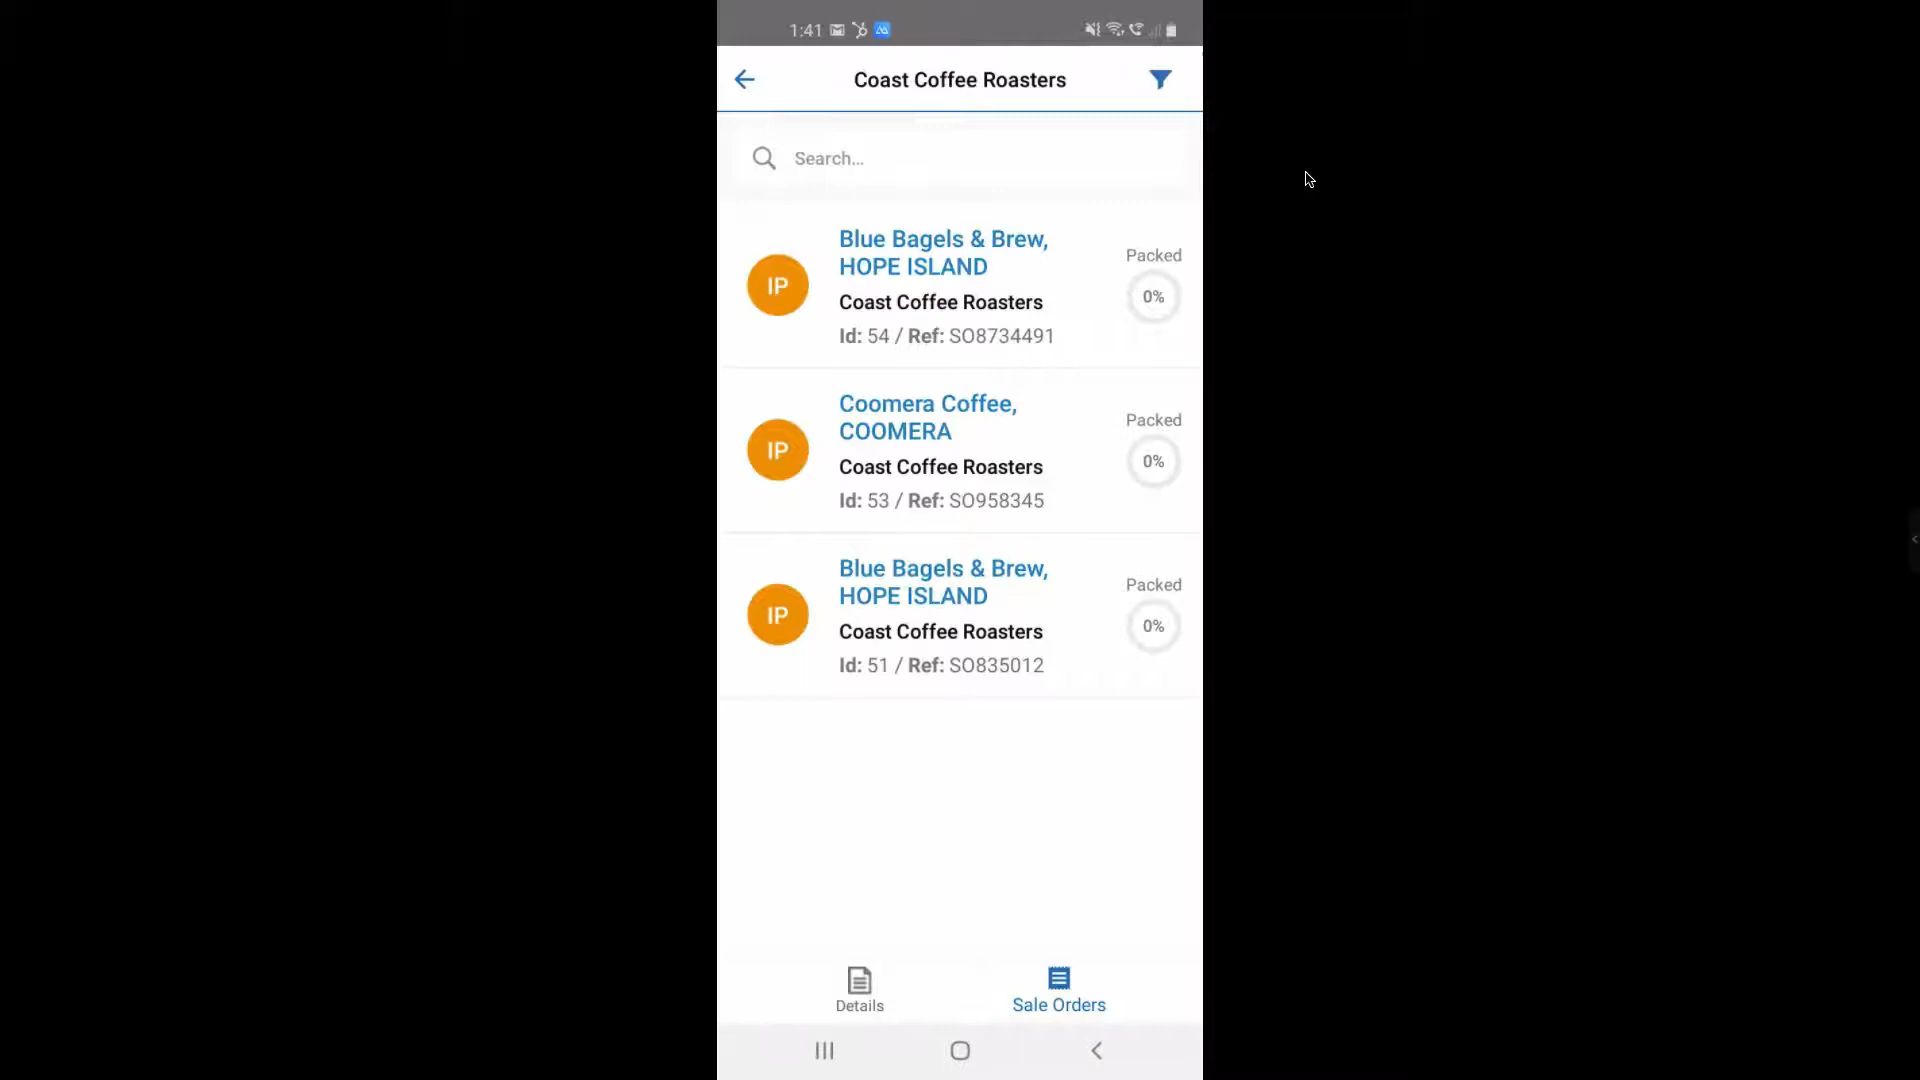 1:41
Coast Coffee Roasters
Search...
Blue Bagels & Brew,
HOPE ISLAND
IP
Coast Coffee Roasters
Id: 54 / Ref: SO8734491
Packed
0%
Coomera Coffee,
COOMERA
IP
Coast Coffee Roasters
Id: 53 / Ref: SO958345
Packed
0%
Blue Bagels & Brew,
HOPE ISLAND
IP
Coast Coffee Roasters
Id: 51 / Ref: SO835012
Packed
0%
Details
Sale Orders